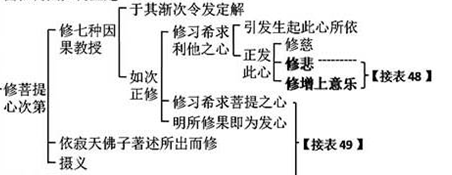 于其渐次令发定解
修七种因
果教授
修习希求
利他之心
引发生起此心所依
正发
此心
修慈
修悲
修增上意乐
【接表48】
如次
正修
修习希求菩提之心
修菩提
心次第
明所修果即为发心
【接表49】
依寂天佛子著述所出而修
摄义